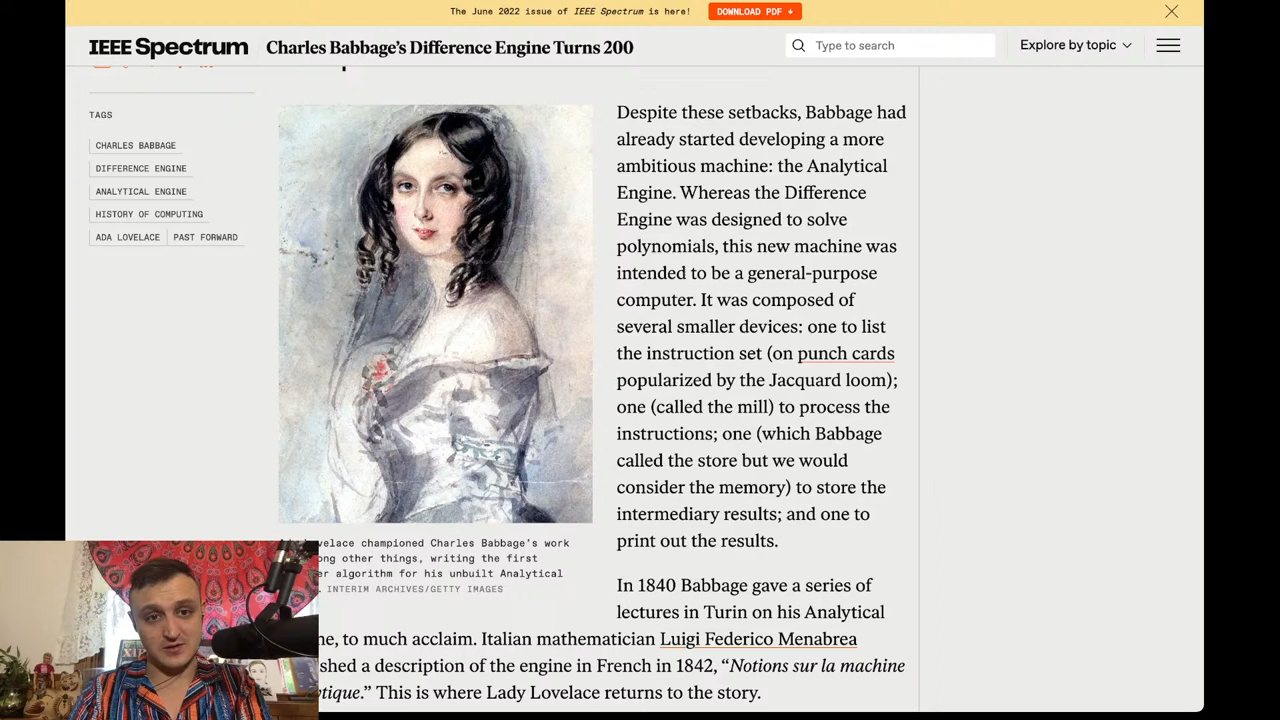 The June 2022 issue of IEEE Spectrum is here!
DOWNLOAD PDF
IEEE Spectrum
Charles Babbage's Difference Engine Turns 200
Type to search
Explore by topic
TAGS
CHARLES BABBAGE
DIFFERENCE ENGINE
ANALYTICAL ENGINE
HISTORY OF COMPUTING
ADA LOVELACE
PAST FORWARD
velace championed Charles Babbage's work
ng other things, writing the first
er algorithm for his unbuilt Analytical
INTERIM ARCHIVES/GETTY IMAGES
Despite these setbacks, Babbage had
already started developing a more
ambitious machine: the Analytical
Engine. Whereas the Difference
Engine was designed to solve
polynomials, this new machine was
intended to be a general-purpose
computer. It was composed of
several smaller devices: one to list
the instruction set (on punch cards
popularized by the Jacquard loom);
one (called the mill) to process the
instructions; one (which Babbage
called the store but we would
consider the memory) to store the
intermediary results; and one to
print out the results.
In 1840 Babbage gave a series of
lectures in Turin on his Analytical
ne, to much acclaim. Italian mathematician Luigi Federico Menabrea
shed a description of the engine in French in 1842, “Notions sur la machine
otique.” This is where Lady Lovelace returns to the story.